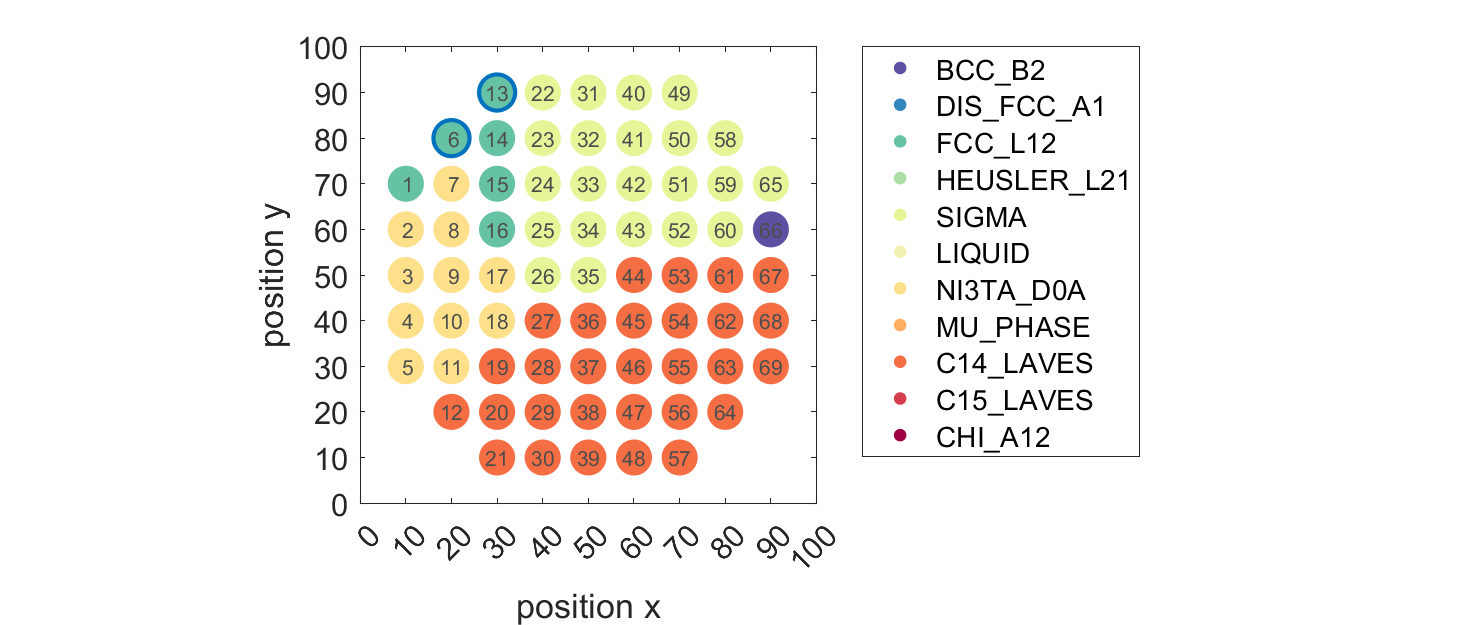 100
90
80
70
60
50
40
30
20
10
0
position y
13 22 31 40 49
6 14 23 32 41 50 58
1 7 15 24 33 42 51 59 65
2 8 16 25 34 43 52 60 66
3 9 17 26 35 44 53 61 67
4 10 18 27 36 45 54 62 68
5 11 19 28 37 46 55 63 69
12 20 29 38 47 56 64
21 30 39 48 57
0 10 20 30 40 50 60 70 80 90 100
position x
BCC_B2
DIS_FCC_A1
FCC_L12
HEUSLER_L21
SIGMA
LIQUID
NI3TA_D0A
MU_PHASE
C14_LAVES
C15_LAVES
CHI_A12